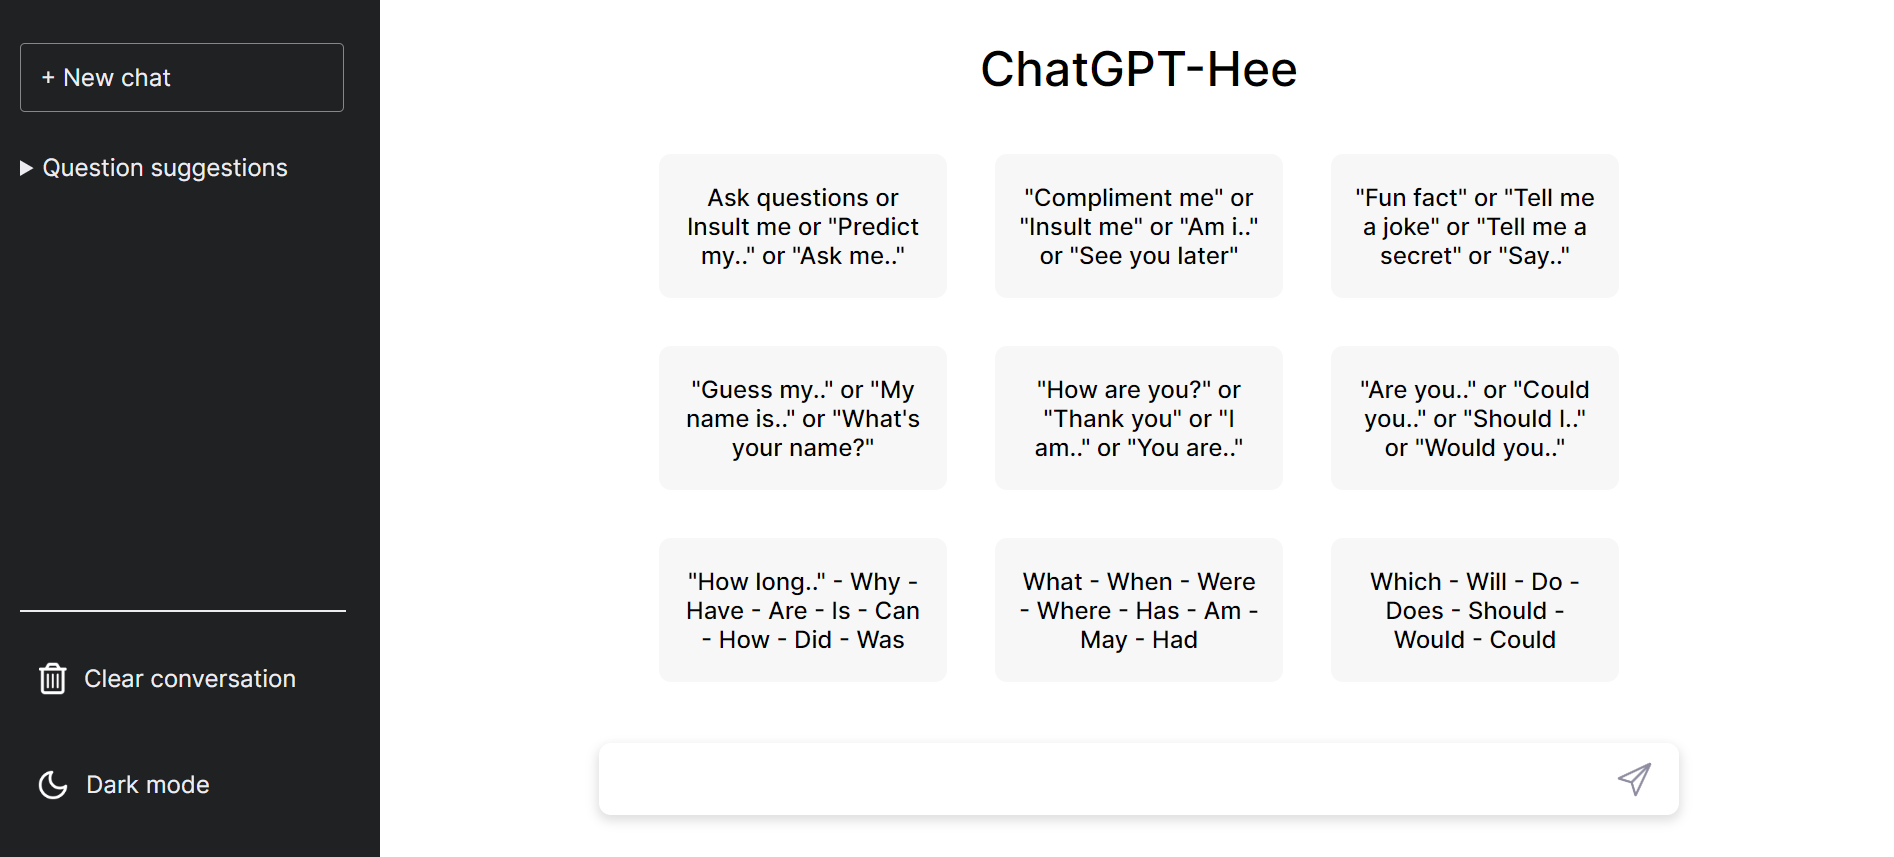 + New chat
Question suggestions
Clear conversation
Dark mode
ChatGPT-Hee
Ask questions or
Insult me or "Predict
my.." or "Ask me.."
"Compliment me" or
"Insult me" or "Am i.."
or "See you later"
"Fun fact" or "Tell me
a joke" or "Tell me a
secret" or "Say.."
"Guess my.." or "My
name is.." or "What's
your name?"
"How are you?" or
"Thank you" or "I
am.." or "You are.."
"Are you.." or "Could
you.." or "Should I.."
or "Would you.."
"How long.." - Why -
Have - Are - Is - Can
- How - Did - Was
What - When - Were
- Where - Has - Am -
May - Had
Which - Will - Do -
Does - Should -
Would - Could